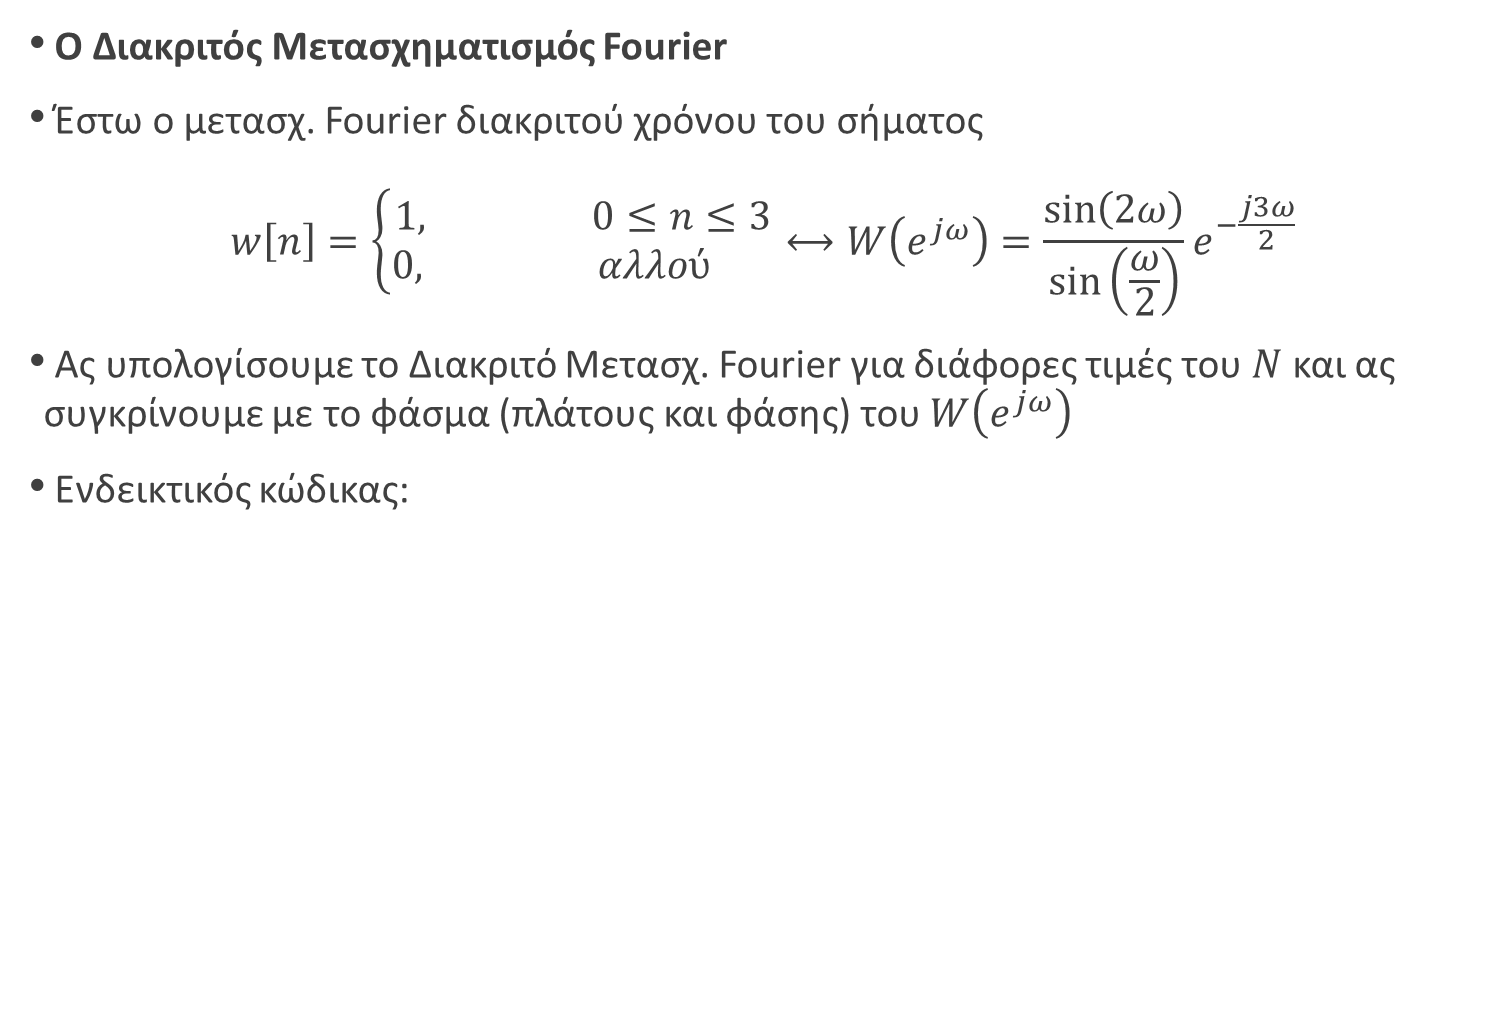 • Ο Διακριτός Μετασχηματισμός Fourier
• Έστω ο μετασχ. Fourier διακριτού χρόνου του σήματος
w[n] = { 1, 0 ≤ n ≤ 3
0, αλλού ⟷ W(e^{jω}) = sin(2ω) / sin(ω/2) e^{−j3ω/2}
• Ας υπολογίσουμε το Διακριτό Μετασχ. Fourier για διάφορες τιμές του N και ας
συγκρίνουμε με το φάσμα (πλάτους και φάσης) του W(e^{jω})
• Ενδεικτικός κώδικας: